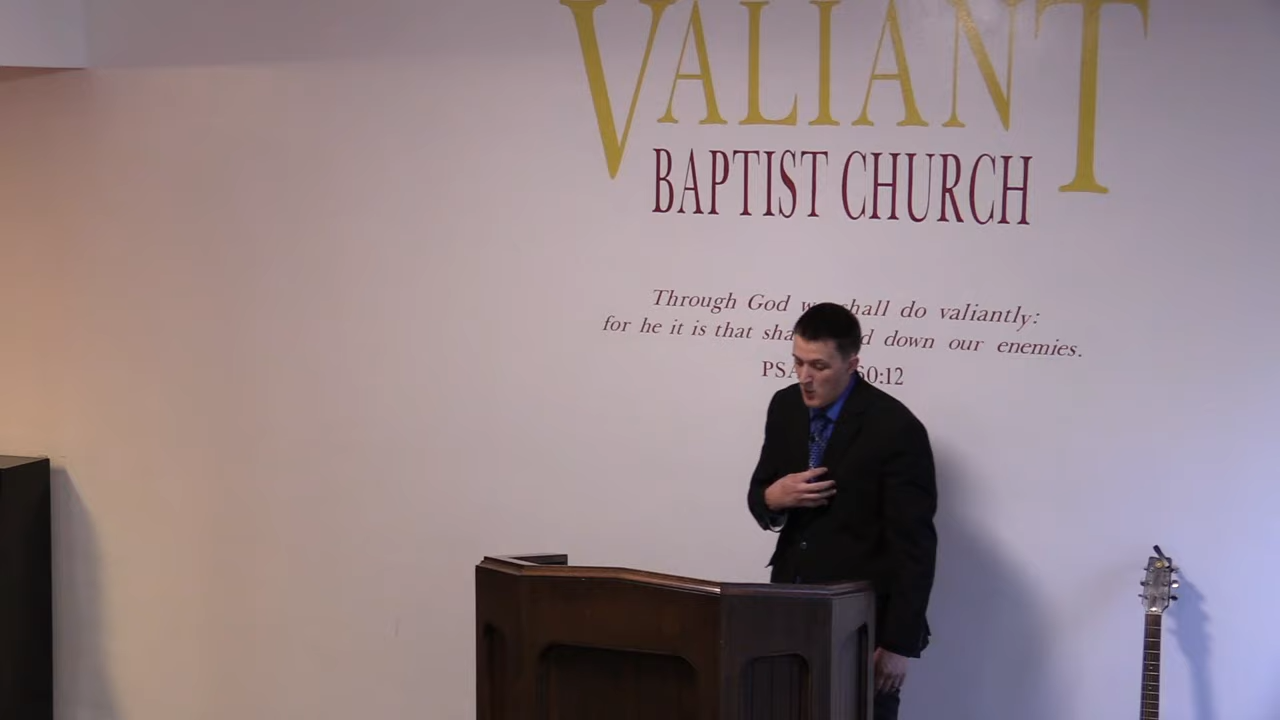 VALIANT
BAPTIST CHURCH
Through God shall do valiantly:
for he it is that down our enemies.
60:12